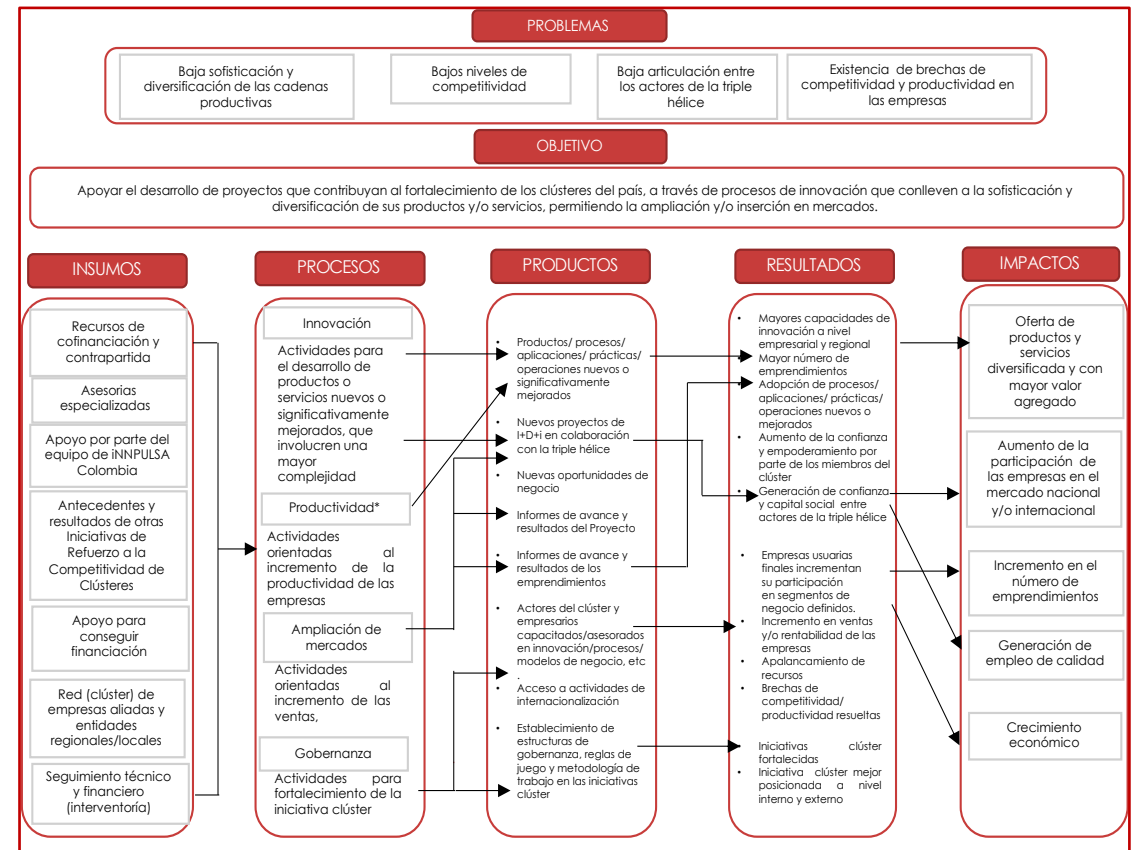 PROBLEMAS
Baja sofisticación y
diversificación de las cadenas
productivas
Bajos niveles de
competitividad
Baja articulación entre
los actores de la triple
hélice
Existencia de brechas de
competitividad y productividad en
las empresas
OBJETIVO
Apoyar el desarrollo de proyectos que contribuyan al fortalecimiento de los clústeres del país, a través de procesos de innovación que conlleven a la sofisticación y
diversificación de sus productos y/o servicios, permitiendo la ampliación y/o inserción en mercados.
INSUMOS
Recursos de
cofinanciación y
contrapartida
Asesorias
especializadas
Apoyo por parte del
equipo de iNNPULSA
Colombia
Antecedentes y
resultados de otras
Iniciativas de
Refuerzo a la
Competitividad de
Clústeres
Apoyo para
conseguir
financiación
Red (clúster) de
empresas aliadas y
entidades
regionales/locales
Seguimiento técnico
y financiero
(interventoría)
PROCESOS
Innovación
Actividades para
el desarrollo de
productos o
servicios nuevos o
significativamente
mejorados, que
involucren una
mayor
complejidad
Productividad*
Actividades
orientadas al
incremento de la
productividad de las
empresas
Ampliación de
mercados
Actividades
orientadas al
incremento de las
ventas,
Gobernanza
Actividades para
fortalecimiento de la
iniciativa clúster
PRODUCTOS
• Productos/ procesos/
aplicaciones/ prácticas/
operaciones nuevos o
significativamente
mejorados
• Nuevos proyectos de
I+D+i en colaboración
con la triple hélice
• Nuevas oportunidades de
negocio
• Informes de avance y
resultados del Proyecto
• Informes de avance y
resultados de los
emprendimientos
• Actores del clúster y
empresarios
capacitados/asesorados
en innovación/procesos/
modelos de negocio, etc
.
• Acceso a actividades de
internacionalización
• Establecimiento de
estructuras de
gobernanza, reglas de
juego y metodología de
trabajo en las iniciativas
clúster
RESULTADOS
• Mayores capacidades de
innovación a nivel
empresarial y regional
• Mayor número de
emprendimientos
• Adopción de procesos/
aplicaciones/ prácticas/
operaciones nuevos o
mejorados
• Aumento de la confianza
y empoderamiento por
parte de los miembros del
clúster
• Generación de confianza
y capital social entre
actores de la triple hélice
• Empresas usuarias
finales incrementan
su participación
en segmentos de
negocio definidos.
• Incremento en ventas
y/o rentabilidad de las
empresas
• Apalancamiento de
recursos
• Brechas de
competitividad/
productividad resueltas
• Iniciativas clúster
fortalecidas
• Iniciativa clúster mejor
posicionada a nivel
interno y externo
IMPACTOS
Oferta de
productos y
servicios
diversificada y con
mayor valor
agregado
Aumento de la
participación de
las empresas en el
mercado nacional
y/o internacional
Incremento en el
número de
emprendimientos
Generación de
empleo de calidad
Crecimiento
económico